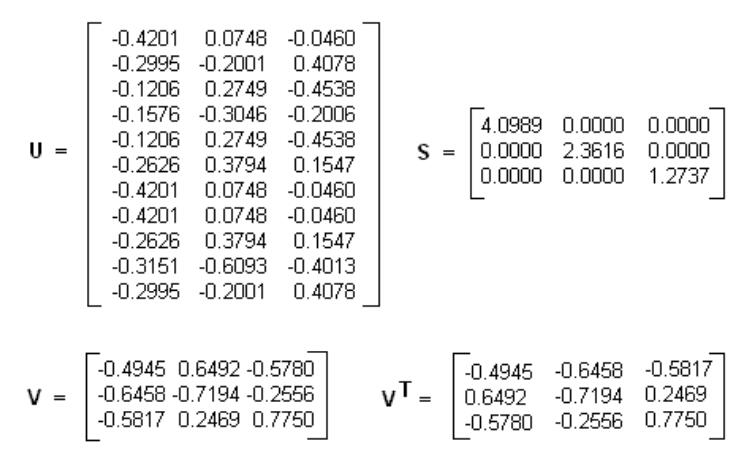 -0.4201 0.0748 -0.0460
-0.2995 -0.2001 0.4078
-0.1206 0.2749 -0.4538
-0.1576 -0.3046 -0.2006
U = -0.1206 0.2749 -0.4538
-0.2626 0.3794 0.1547
-0.4201 0.0748 -0.0460
-0.4201 0.0748 -0.0460
-0.2626 0.3794 0.1547
-0.3151 -0.6093 -0.4013
-0.2995 -0.2001 0.4078
4.0989 0.0000 0.0000
S = 0.0000 2.3616 0.0000
0.0000 0.0000 1.2737
-0.4945 0.6492 -0.5780
V = -0.6458 -0.7194 -0.2556
-0.5817 0.2469 0.7750
-0.4945 -0.6458 -0.5817
VT = 0.6492 -0.7194 0.2469
-0.5780 -0.2556 0.7750